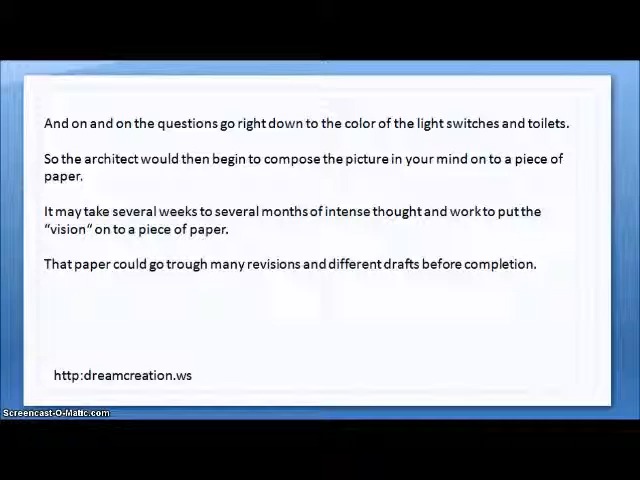 And on and on the questions go right down to the color of the light switches and toilets.
So the architect would then begin to compose the picture in your mind on to a piece of
paper.
It may take several weeks to several months of intense thought and work to put the
“vision“ on to a piece of paper.
That paper could go trough many revisions and different drafts before completion.
http:dreamcreation.ws
Screencast-O-Matic.com